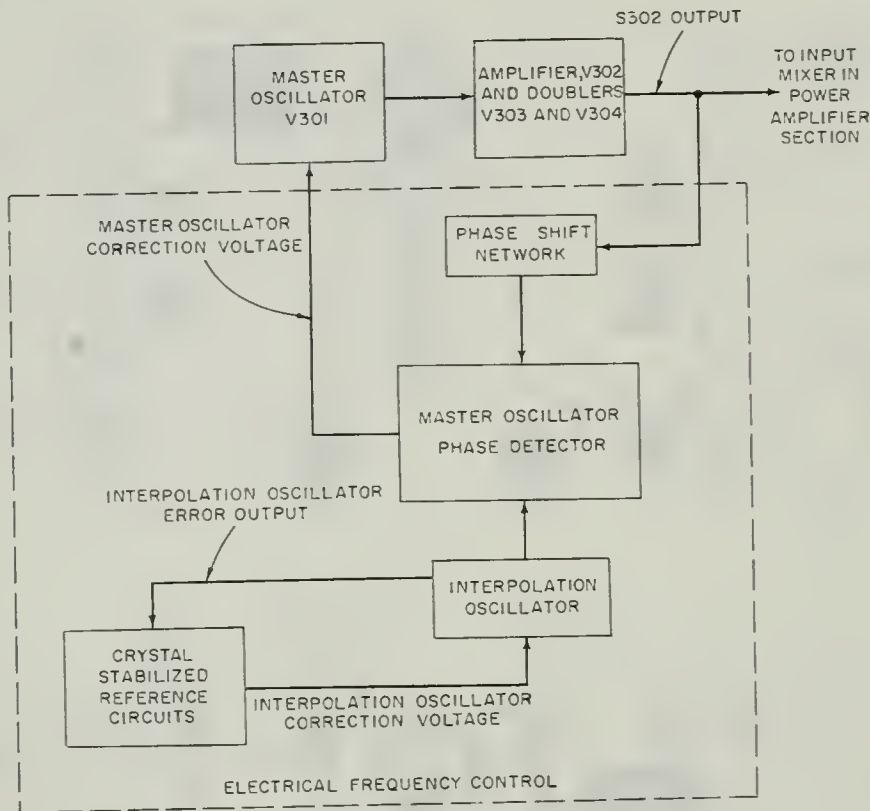 S302 OUTPUT
MASTER
OSCILLATOR
V301
AMPLIFIER,V302
AND DOUBLERS
V303 AND V304
TO INPUT
MIXER IN
POWER
AMPLIFIER
SECTION
MASTER OSCILLATOR
CORRECTION VOLTAGE
PHASE SHIFT
NETWORK
MASTER OSCILLATOR
PHASE DETECTOR
INTERPOLATION OSCILLATOR
ERROR OUTPUT
INTERPOLATION
OSCILLATOR
CRYSTAL
STABILIZED
REFERENCE
CIRCUITS
INTERPOLATION OSCILLATOR
CORRECTION VOLTAGE
ELECTRICAL FREQUENCY CONTROL